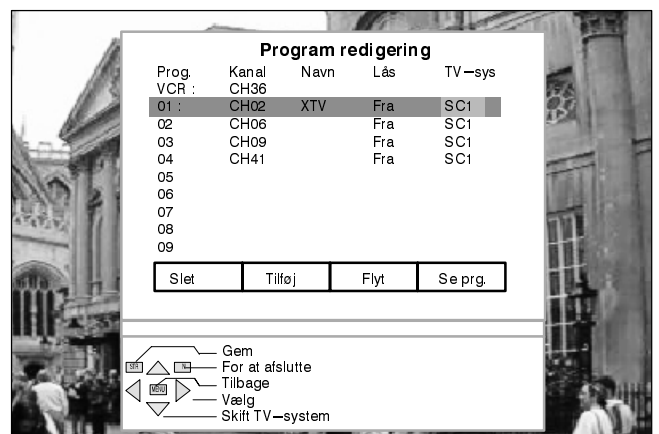 Program redigering
Prog. Kanal Navn Lås TV-sys
VCR : CH36
01 : CH02 XTV Fra SC1
02 CH06 Fra SC1
03 CH09 Fra SC1
04 CH41 Fra SC1
05
06
07
08
09
Slet Tilføj Flyt Se prg.
Gem
STR N For at afslutte
MENU Tilbage
Vælg
Skift TV-system